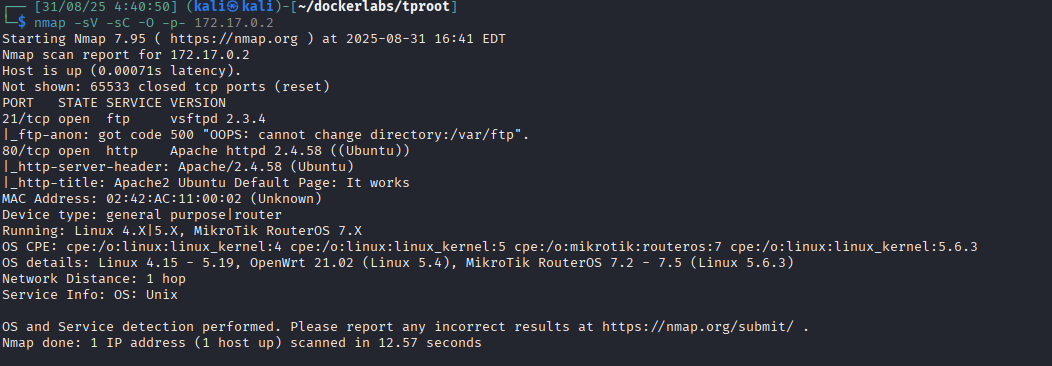 ┌── [31/08/25 4:40:50] (kali㉿kali)-[~/dockerlabs/tproot]
└─$ nmap -sV -sC -O -p- 172.17.0.2
Starting Nmap 7.95 ( https://nmap.org ) at 2025-08-31 16:41 EDT
Nmap scan report for 172.17.0.2
Host is up (0.00071s latency).
Not shown: 65533 closed tcp ports (reset)
PORT   STATE SERVICE VERSION
21/tcp open  ftp     vsftpd 2.3.4
|_ftp-anon: got code 500 "OOPS: cannot change directory:/var/ftp".
80/tcp open  http    Apache httpd 2.4.58 ((Ubuntu))
|_http-server-header: Apache/2.4.58 (Ubuntu)
|_http-title: Apache2 Ubuntu Default Page: It works
MAC Address: 02:42:AC:11:00:02 (Unknown)
Device type: general purpose|router
Running: Linux 4.X|5.X, MikroTik RouterOS 7.X
OS CPE: cpe:/o:linux:linux_kernel:4 cpe:/o:linux:linux_kernel:5 cpe:/o:mikrotik:routeros:7 cpe:/o:linux:linux_kernel:5.6.3
OS details: Linux 4.15 - 5.19, OpenWrt 21.02 (Linux 5.4), MikroTik RouterOS 7.2 - 7.5 (Linux 5.6.3)
Network Distance: 1 hop
Service Info: OS: Unix
OS and Service detection performed. Please report any incorrect results at https://nmap.org/submit/ .
Nmap done: 1 IP address (1 host up) scanned in 12.57 seconds